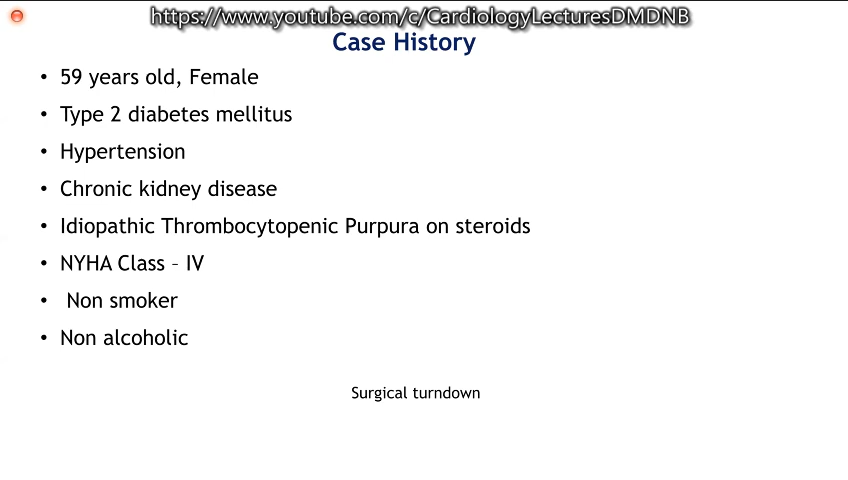 https://www.youtube.com/c/CardiologyLecturesDMDNB
Case History
• 59 years old, Female
• Type 2 diabetes mellitus
• Hypertension
• Chronic kidney disease
• Idiopathic Thrombocytopenic Purpura on steroids
• NYHA Class – IV
• Non smoker
• Non alcoholic
Surgical turndown